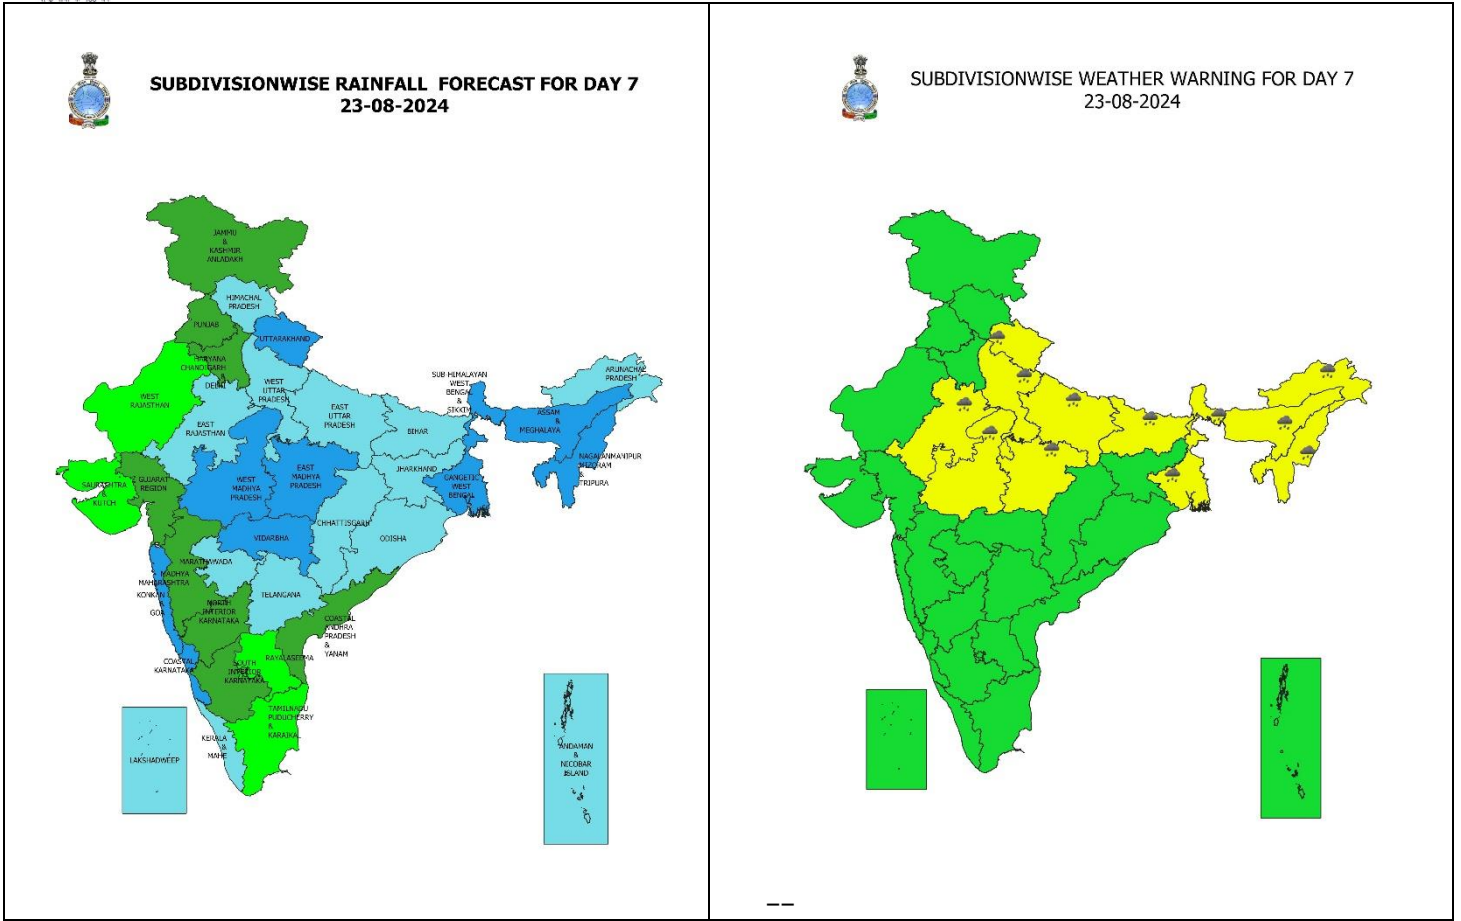 SUBDIVISIONWISE RAINFALL FORECAST FOR DAY 7
23-08-2024
JAMMU
&
KASHMIR
ANLADAKH
HIMACHAL
PRADESH
PUNJAB
UTTARAKHAND
HARYANA
CHANDIGARH
&
DELHI
WEST
UTTAR
PRADESH
WEST
RAJASTHAN
EAST
RAJASTHAN
EAST
UTTAR
PRADESH
BIHAR
SUB HIMALAYAN
WEST
BENGAL
&
SIKKIM
ARUNACHAL
PRADESH
ASSAM
&
MEGHALAYA
NAGALANMANIPUR
MIZORAM
&
TRIPURA
JHARKHAND
GANGETIC
WEST
BENGAL
EAST
MADHYA
PRADESH
WEST
MADHYA
PRADESH
GUJARAT
REGION
SAURASHTRA
&
KUTCH
CHHATTISGARH
ODISHA
VIDARBHA
MARATHAWADA
MADHYA
MAHARASHTRA
KONKAN
&
GOA
TELANGANA
NORTH
INTERIOR
KARNATAKA
COASTAL
ANDHRA
PRADESH
&
YANAM
RAYALASEEMA
COASTAL
KARNATAKA
SOUTH
INTERIOR
KARNATAKA
TAMILNADU
PUDUCHERRY
&
KARAIKAL
KERALA
&
MAHE
LAKSHADWEEP
ANDAMAN
&
NICOBAR
ISLAND
SUBDIVISIONWISE WEATHER WARNING FOR DAY 7
23-08-2024